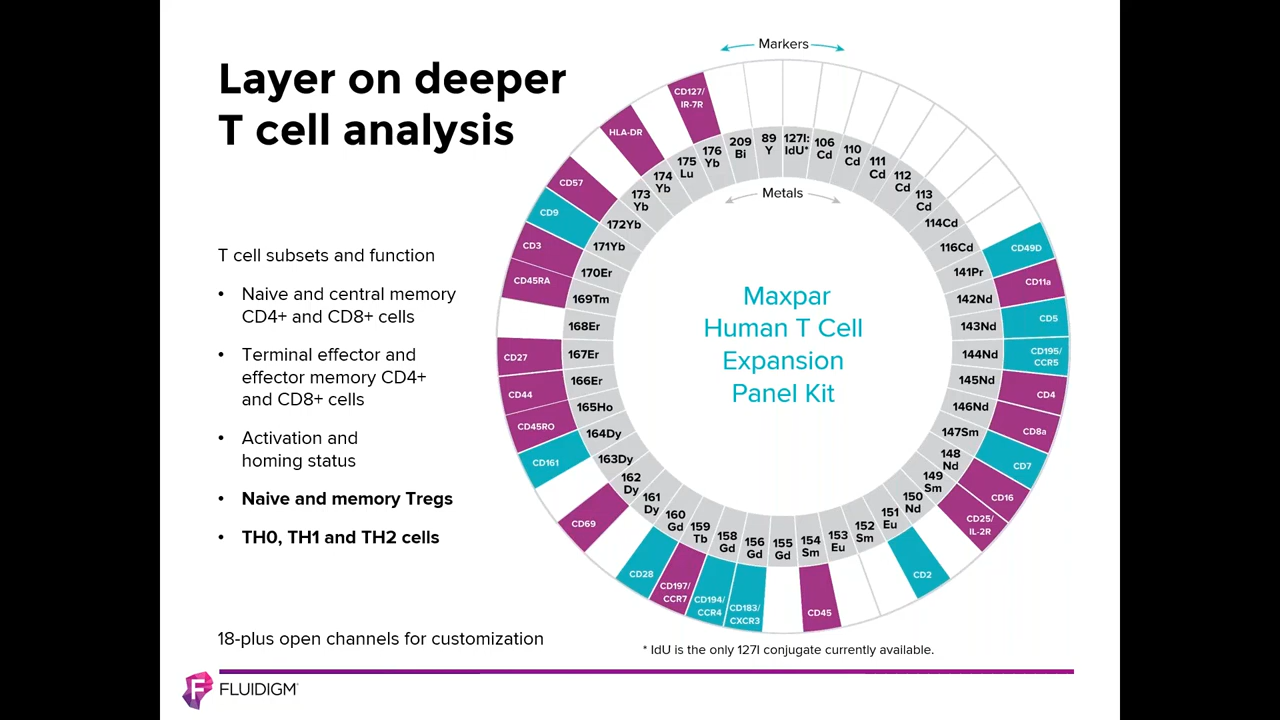 Layer on deeper
T cell analysis
T cell subsets and function
• Naive and central memory
CD4+ and CD8+ cells
• Terminal effector and
effector memory CD4+
and CD8+ cells
• Activation and
homing status
• Naive and memory Tregs
• TH0, TH1 and TH2 cells
18-plus open channels for customization
Markers
Metals
Maxpar
Human T Cell
Expansion
Panel Kit
127I:
IdU*
106
Cd
110
Cd
111
Cd
112
Cd
113
Cd
114Cd
116Cd
141Pr
142Nd
143Nd
144Nd
145Nd
146Nd
147Sm
148
Nd
149
Sm
150
Nd
151
Eu
152
Sm
153
Eu
154
Sm
155
Gd
156
Gd
158
Gd
159
Tb
160
Gd
161
Dy
162
Dy
163Dy
164Dy
165Ho
166Er
167Er
168Er
169Tm
170Er
171Yb
172Yb
173
Yb
174
Yb
175
Lu
176
Yb
209
Bi
89
Y
CD49D
CD11a
CD5
CD195/
CCR5
CD4
CD8a
CD7
CD16
CD25/
IL-2R
CD2
CD45
CD183/
CXCR3
CD194/
CCR4
CD197/
CCR7
CD28
CD69
CD161
CD45RO
CD44
CD27
CD45RA
CD3
CD9
CD57
HLA-DR
CD127/
IR-7R
* IdU is the only 127I conjugate currently available.
F
FLUIDIGM